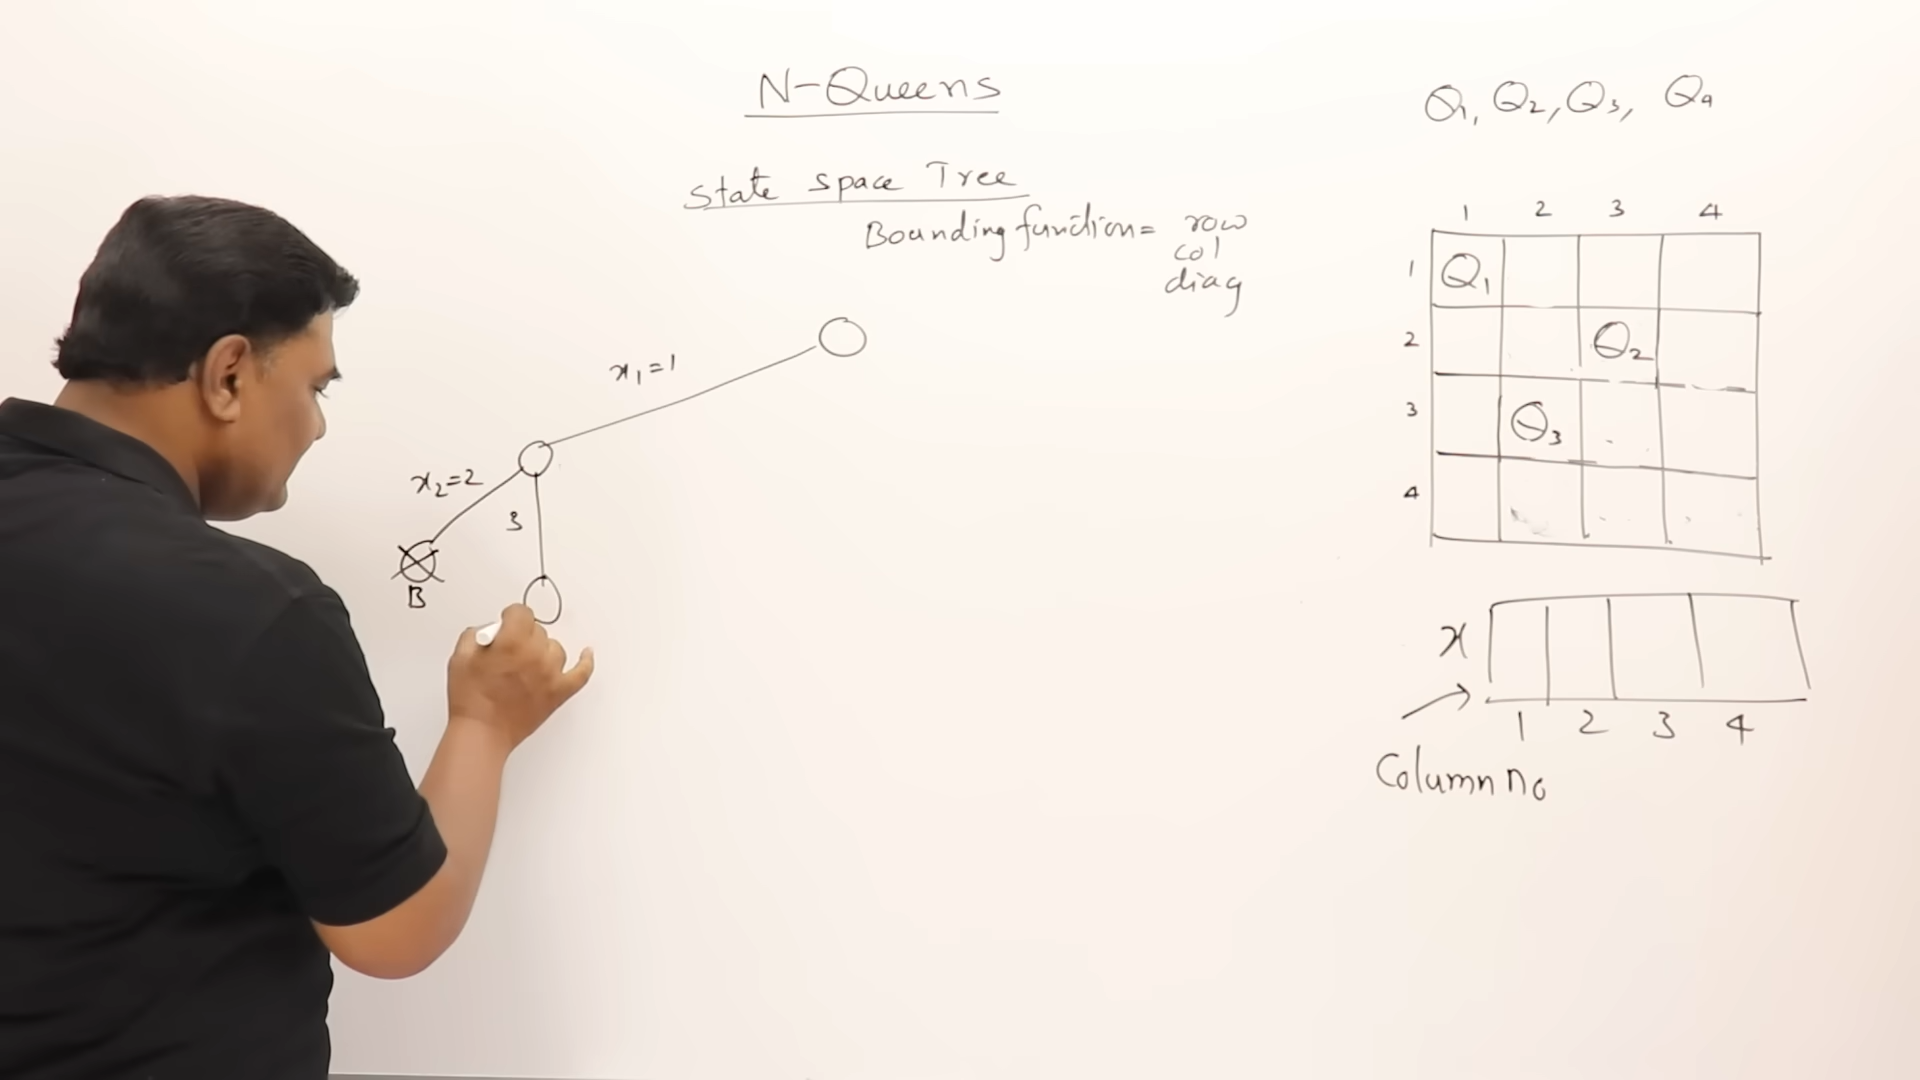 N-Queens
State Space Tree
Bounding function = row
col
diag
x₁=1
x₂=2
3
B
Q₁, Q₂, Q₃, Q₄
1 2 3 4
1 Q₁
2 Q₂
3 Q₃
4
x
1 2 3 4
Column no